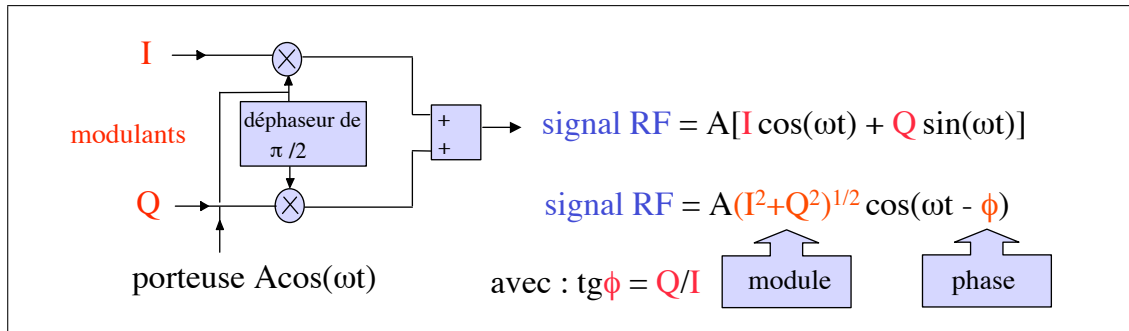 I
modulants
déphaseur de
π /2
+
+
signal RF = A[I cos(ωt) + Q sin(ωt)]
Q
signal RF = A(I²+Q²)^1/2 cos(ωt - ϕ)
porteuse Acos(ωt)
avec : tgϕ = Q/I
module
phase